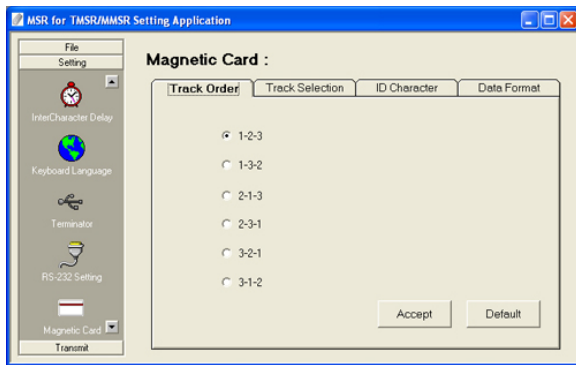 MSR for TMSR/MMSR Setting Application
File
Setting
InterCharacter Delay
Keyboard Language
Terminator
RS-232 Setting
Magnetic Card
Transmit
Magnetic Card :
Track Order Track Selection ID Character Data Format
1-2-3
1-3-2
2-1-3
2-3-1
3-2-1
3-1-2
Accept Default